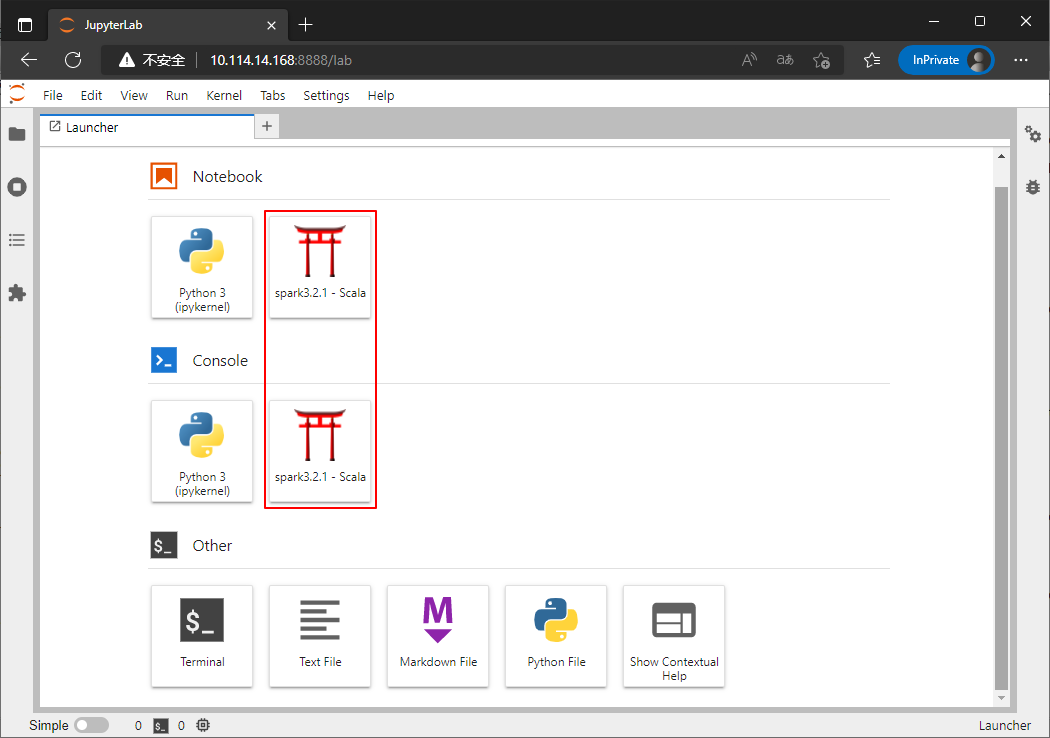 JupyterLab
不安全 10.114.14.168:8888/lab InPrivate
File Edit View Run Kernel Tabs Settings Help
Launcher
Notebook
Python 3
(ipykernel)
spark3.2.1 - Scala
Console
Python 3
(ipykernel)
spark3.2.1 - Scala
$_ Other
$_
Terminal
Text File
M
Markdown File
Python File
Show Contextual
Help
Simple 0 $_ 0 Launcher